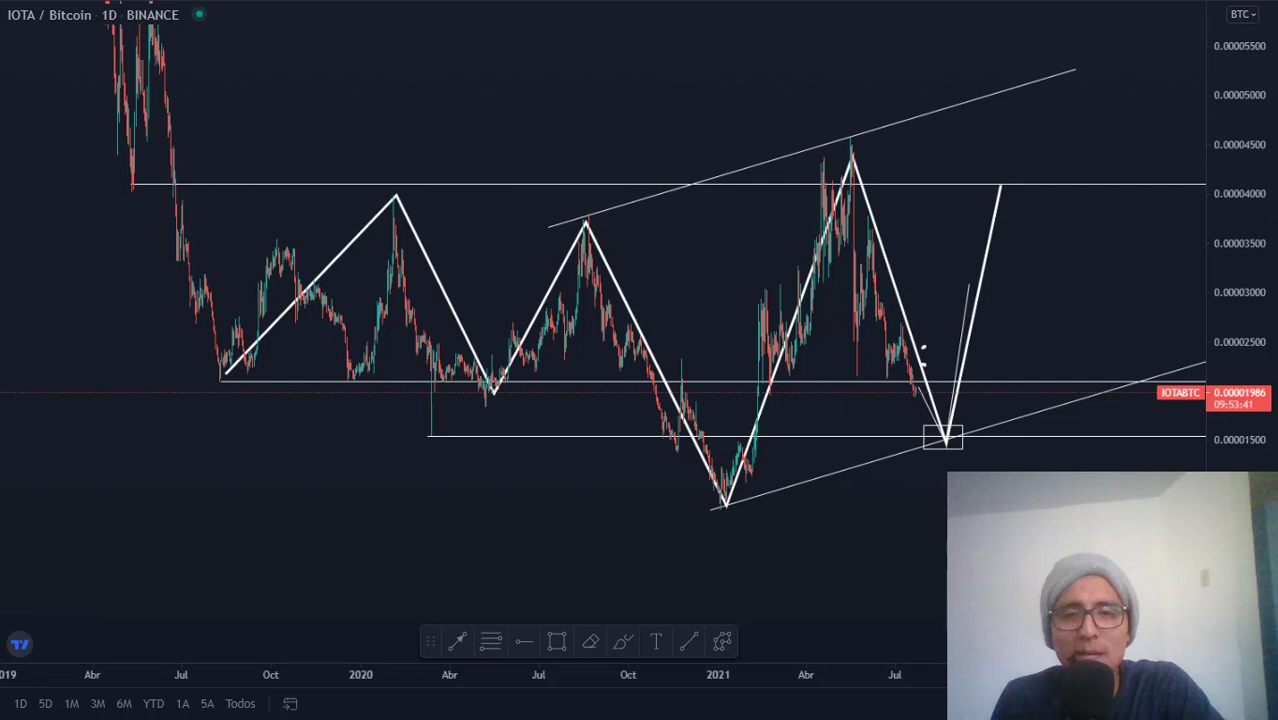 IOTA / Bitcoin · 1D · BINANCE
BTC
0.00005500
0.00005000
0.00004500
0.00004000
0.00003500
0.00003000
0.00002500
IOTABTC 0.00001986
09:53:41
0.00001500
2019 Abr Jul Oct 2020 Abr Jul Oct 2021 Abr Jul
1D 5D 1M 3M 6M YTD 1A 5A Todos